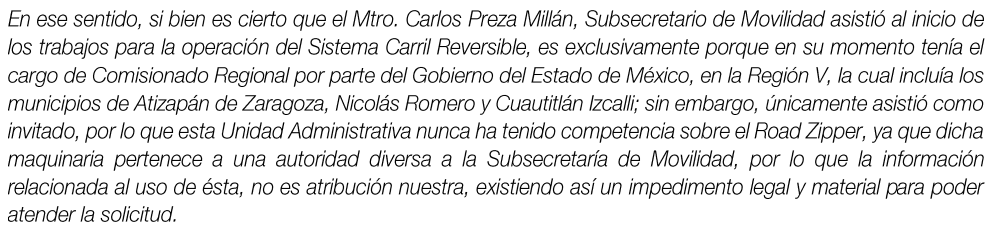 En ese sentido, si bien es cierto que el Mtro. Carlos Preza Millán, Subsecretario de Movilidad asistió al inicio de
los trabajos para la operación del Sistema Carril Reversible, es exclusivamente porque en su momento tenía el
cargo de Comisionado Regional por parte del Gobierno del Estado de México, en la Región V, la cual incluía los
municipios de Atizapán de Zaragoza, Nicolás Romero y Cuautitlán Izcalli; sin embargo, únicamente asistió como
invitado, por lo que esta Unidad Administrativa nunca ha tenido competencia sobre el Road Zipper, ya que dicha
maquinaria pertenece a una autoridad diversa a la Subsecretaría de Movilidad, por lo que la información
relacionada al uso de ésta, no es atribución nuestra, existiendo así un impedimento legal y material para poder
atender la solicitud.